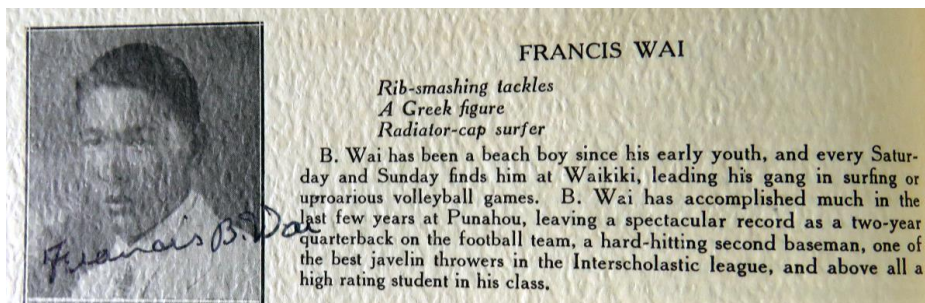 FRANCIS WAI
Rib-smashing tackles
A Greek figure
Radiator-cap surfer
B. Wai has been a beach boy since his early youth, and every Satur-
day and Sunday finds him at Waikiki, leading his gang in surfing or
uproarious volleyball games. B. Wai has accomplished much in the
last few years at Punahou, leaving a spectacular record as a two-year
quarterback on the football team, a hard-hitting second baseman, one of
the best javelin throwers in the Interscholastic league, and above all a
high rating student in his class.
Francis B. Wai